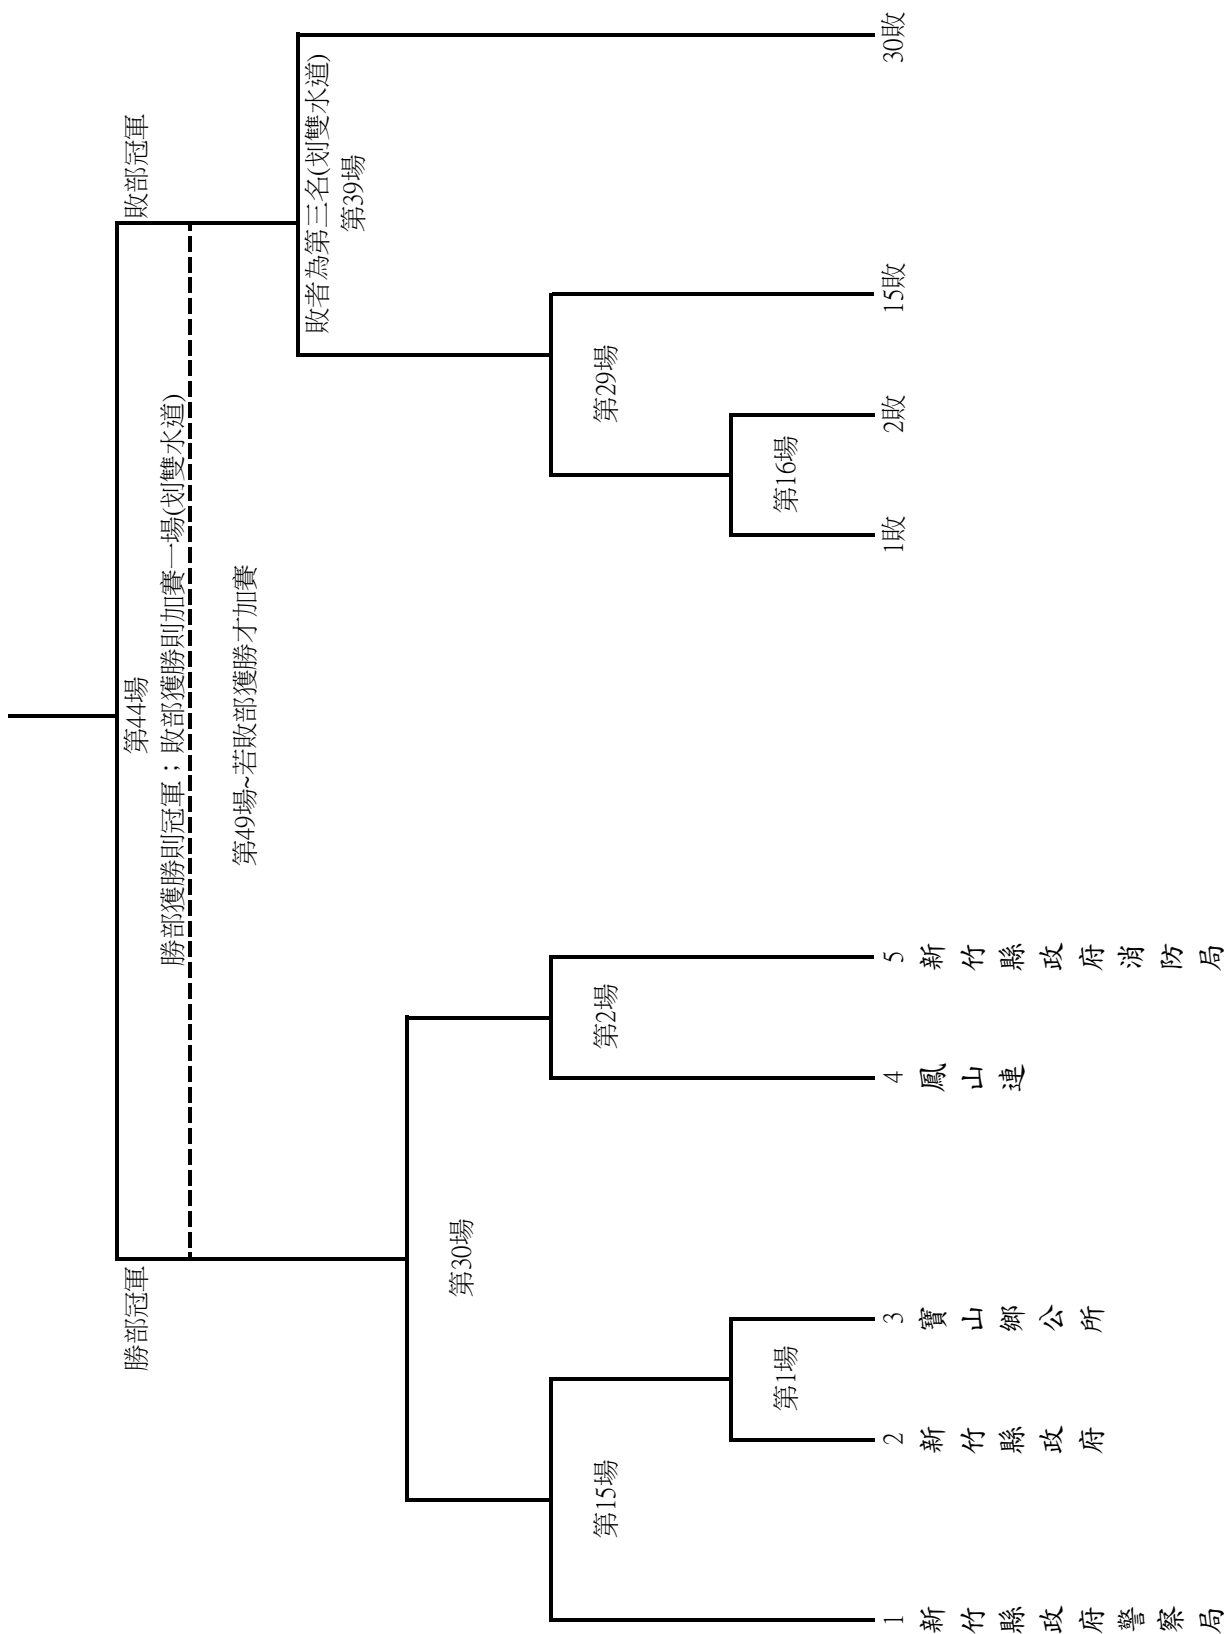 勝部冠軍
敗部冠軍
第44場
勝部獲勝則冠軍；敗部獲勝則加賽一場(划雙水道)
第49場~若敗部獲勝才加賽
敗者為第三名(划雙水道)
第39場
第30場
第15場
第2場
第29場
第1場
第16場
1
2
3
4
5
1敗
2敗
15敗
30敗
新竹縣政府警察局
新竹縣政府
寶山鄉公所
鳳山連
新竹縣政府消防局